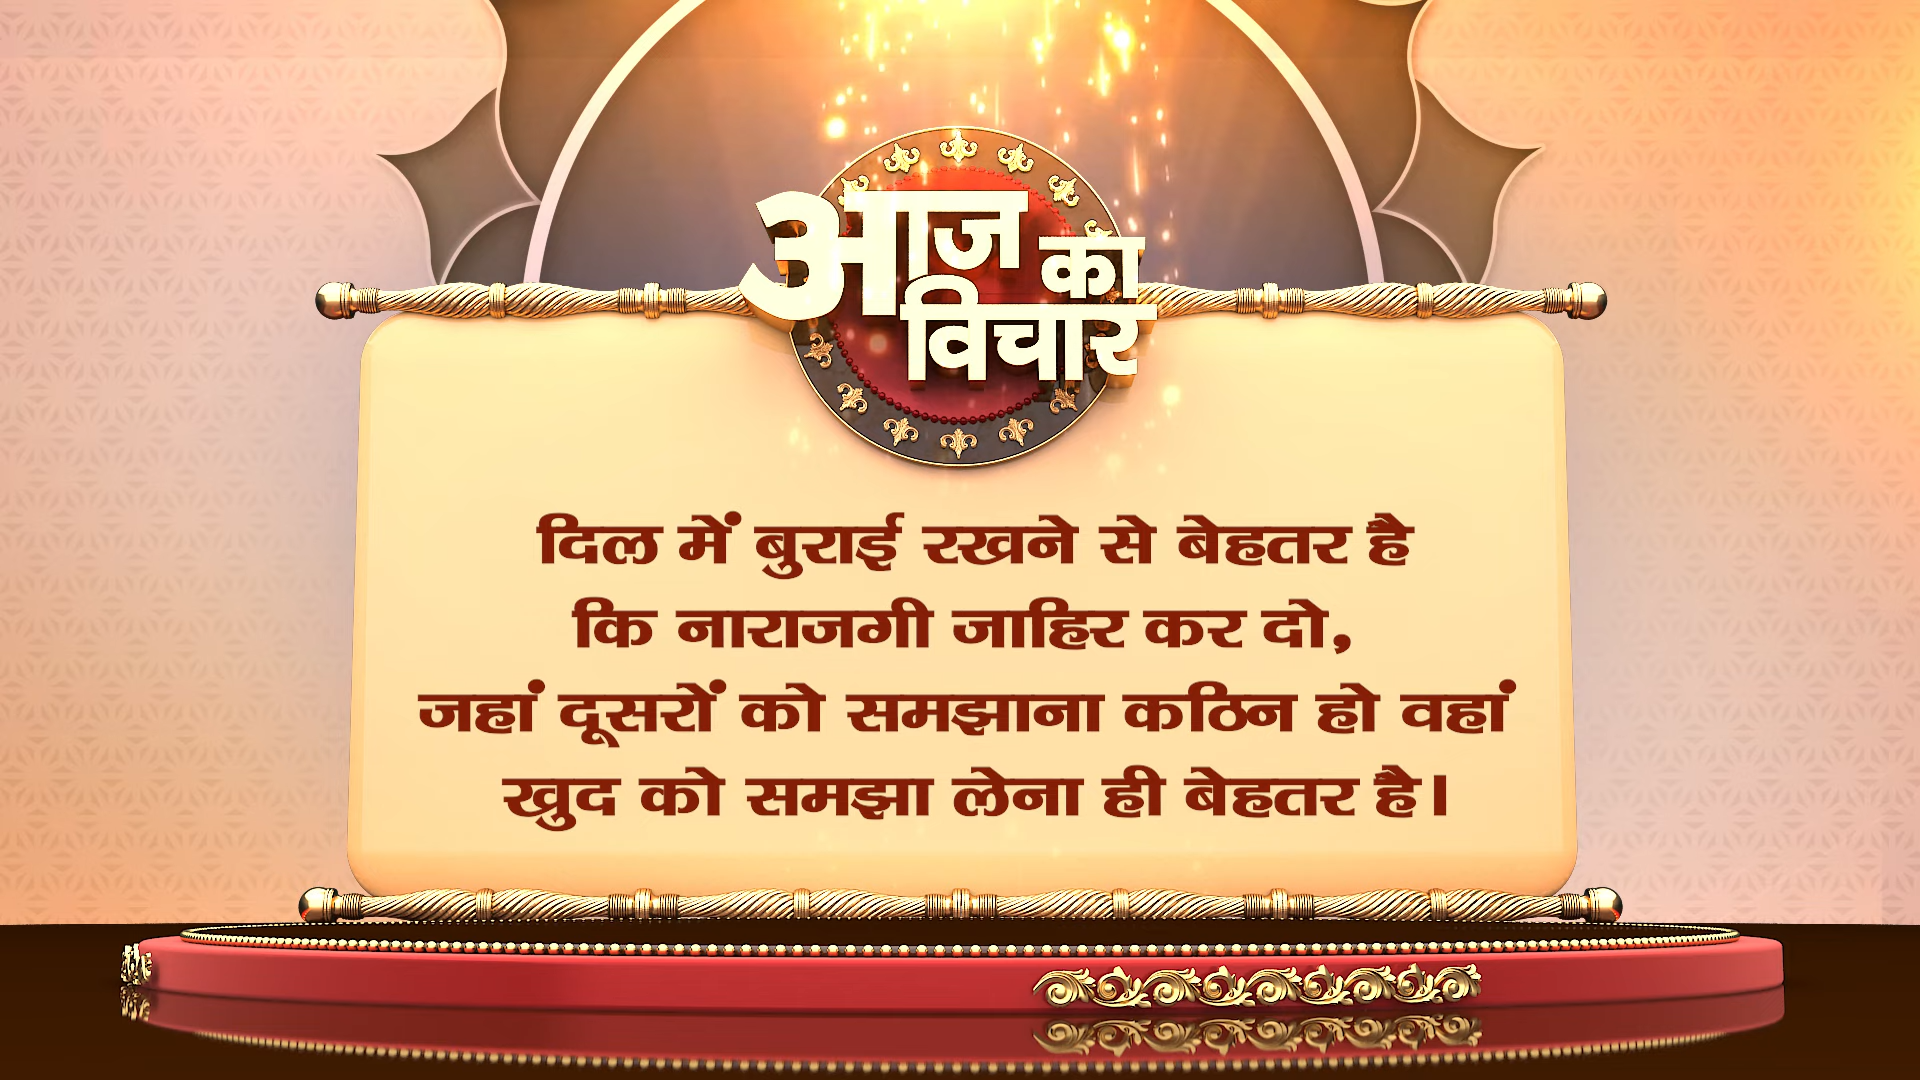 आज का
विचार
दिल में बुराई रखने से बेहतर है
कि नाराजगी जाहिर कर दो,
जहां दूसरों को समझाना कठिन हो वहां
खुद को समझा लेना ही बेहतर है।